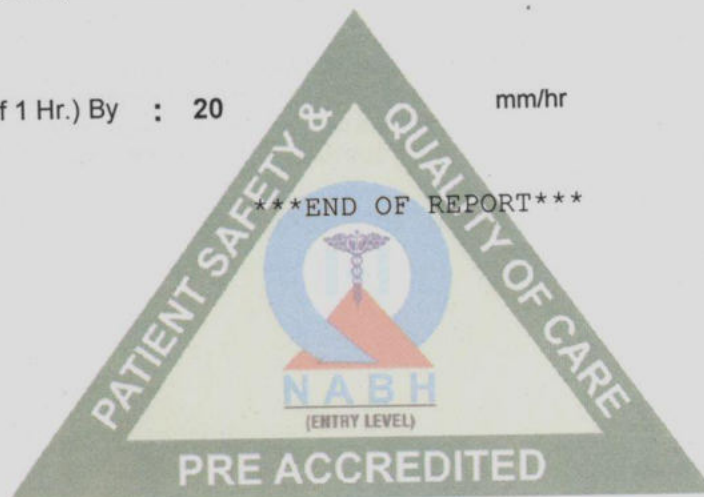 f 1 Hr.) By : 20 mm/hr
***END OF REPORT***
PATIENT SAFETY &
QUALITY OF CARE
NABH
(ENTRY LEVEL)
PRE ACCREDITED